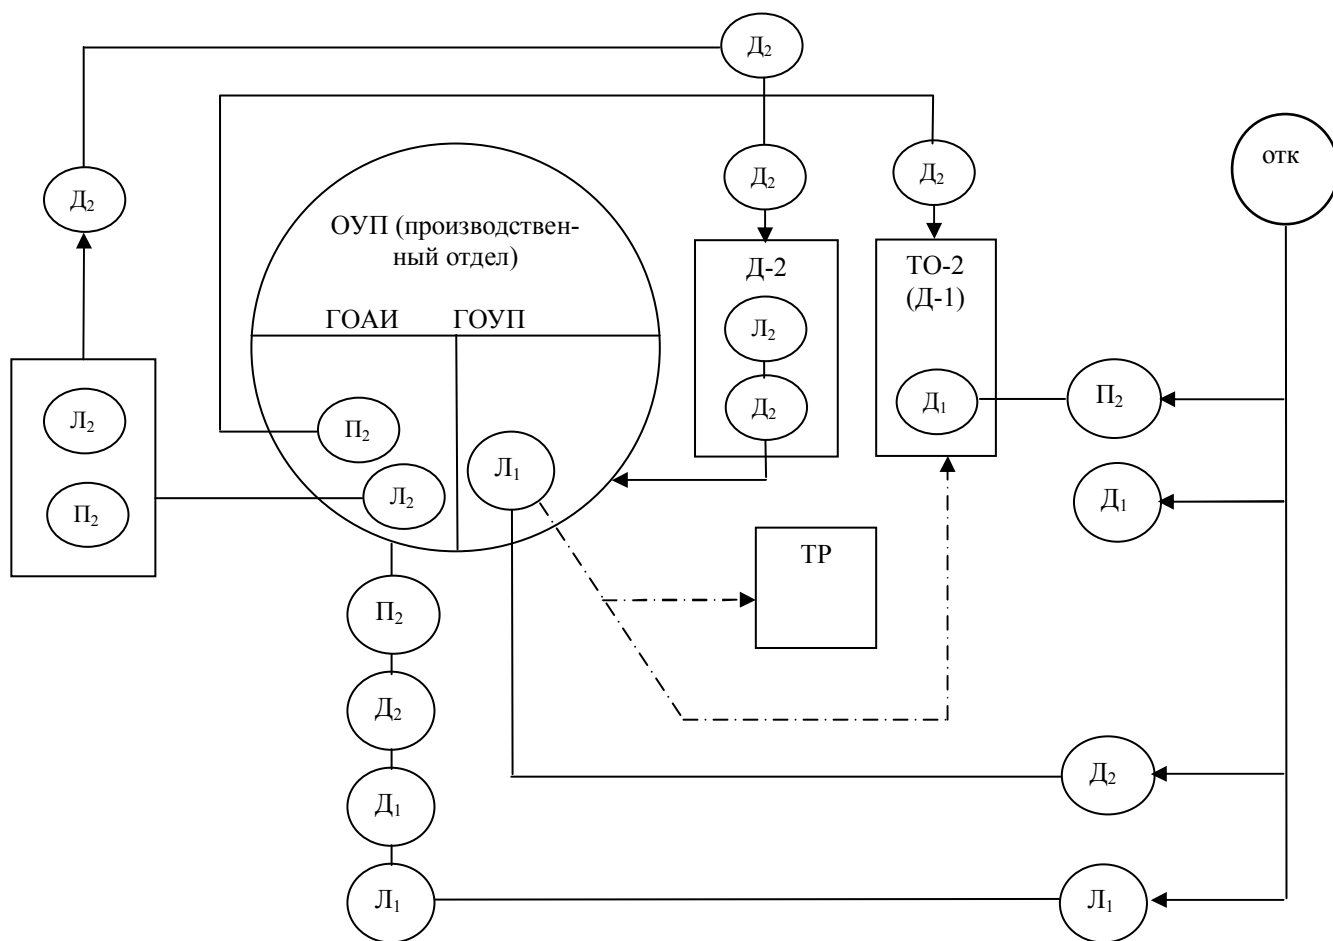 Д₂
отк
Д₂
Д₂
Д₂
ОУП (производствен-
ный отдел)
Д-2
ТО-2
(Д-1)
ГОАИ
ГОУП
Л₂
Л₂
Д₂
Д₁
П₂
П₂
Л₁
Л₂
П₂
Д₁
ТР
П₂
Д₂
Д₂
Д₁
Л₁
Л₁